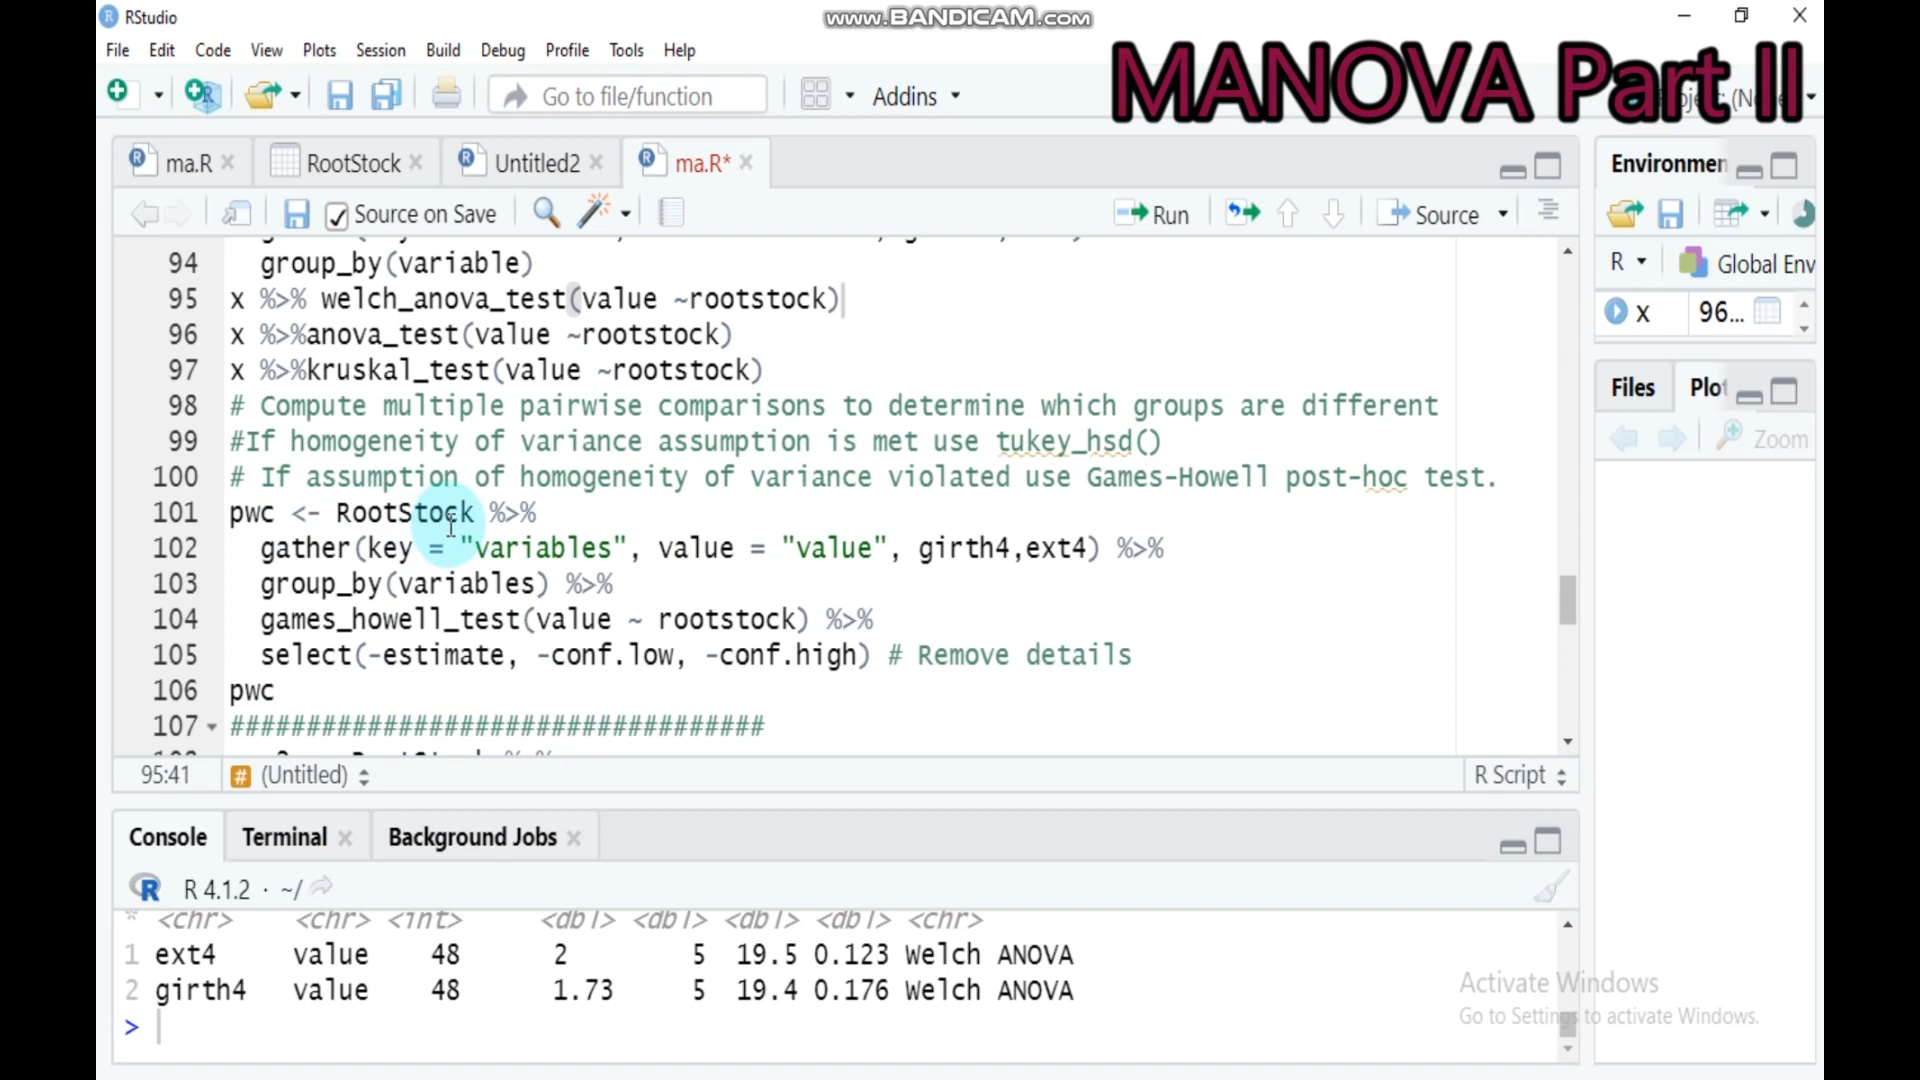 RStudio
www.BANDICAM.com
File Edit Code View Plots Session Build Debug Profile Tools Help
MANOVA Part II
Go to file/function
Addins
ma.R
RootStock
Untitled2
ma.R*
Source on Save
Run
Source
94 group_by(variable)
95 x %>% welch_anova_test(value ~rootstock)
96 x %>%anova_test(value ~rootstock)
97 x %>%kruskal_test(value ~rootstock)
98 # Compute multiple pairwise comparisons to determine which groups are different
99 #If homogeneity of variance assumption is met use tukey_hsd()
100 # If assumption of homogeneity of variance violated use Games-Howell post-hoc test.
101 pwc <- RootStock %>%
102 gather(key = "variables", value = "value", girth4,ext4) %>%
103 group_by(variables) %>%
104 games_howell_test(value ~ rootstock) %>%
105 select(-estimate, -conf.low, -conf.high) # Remove details
106 pwc
107 ###################################
95:41
# (Untitled)
R Script
Console
Terminal
Background Jobs
R 4.1.2 · ~/
* <chr> <chr> <int> <dbl> <dbl> <dbl> <dbl> <chr>
1 ext4 value 48 2 5 19.5 0.123 Welch ANOVA
2 girth4 value 48 1.73 5 19.4 0.176 Welch ANOVA
>
Environmen
R
Global Env
x 96...
Files
Plot
Zoom
Activate Windows
Go to Settings to activate Windows.